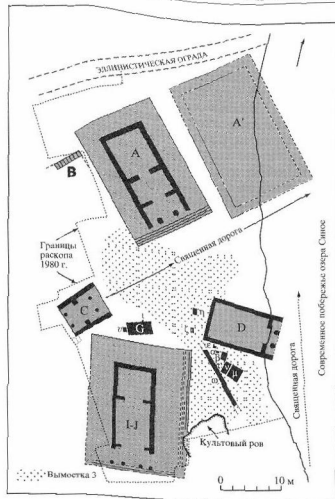 ЭЛЛИНИСТИЧЕСКАЯ ОГРАДА
A
A'
B
Границы
раскопа
1980 г.
Священная дорога
C
G
D
I-J
Культовый ров
Священная дорога
Современное побережье озера Синое
Вымостка 3
0 10 м